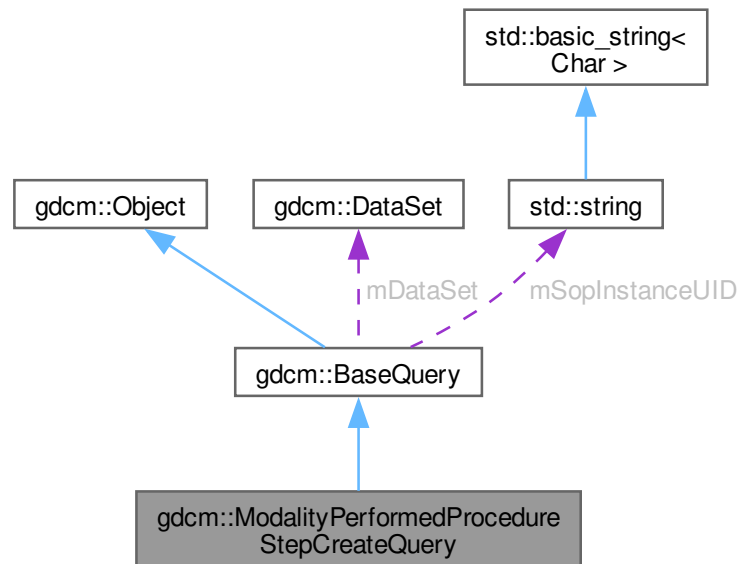 std::basic_string<
Char >
gdcm::Object
gdcm::DataSet
std::string
mDataSet
mSopInstanceUID
gdcm::BaseQuery
gdcm::ModalityPerformedProcedure
StepCreateQuery